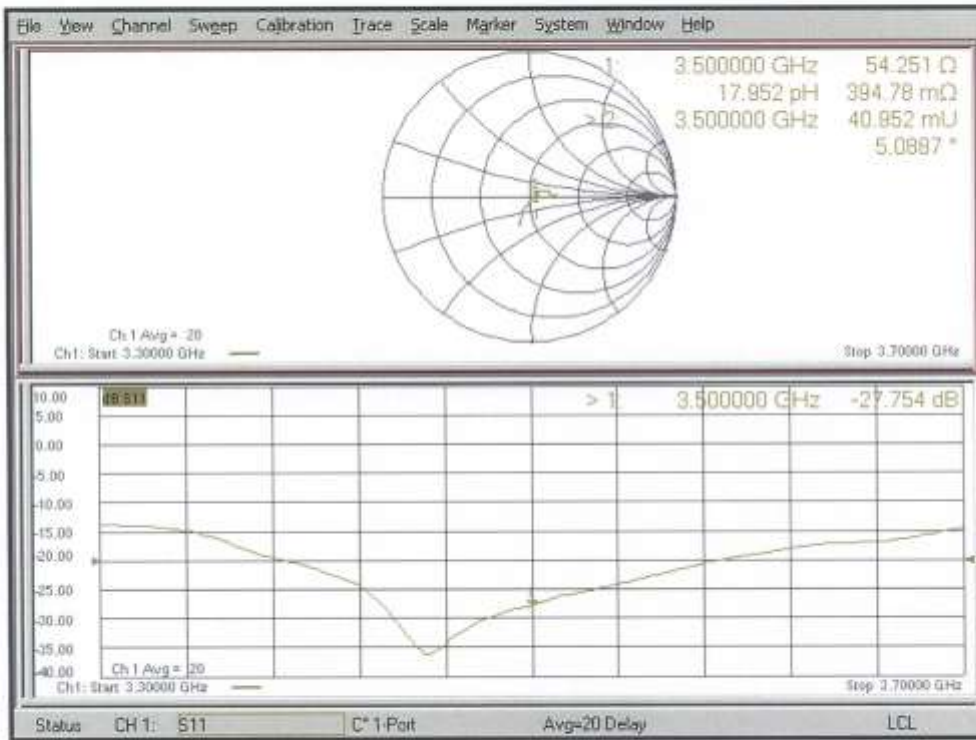 File View Channel Sweep Calibration Trace Scale Marker System Window Help
1: 3.500000 GHz 54.251 Ω
17.952 pH 394.78 mΩ
> 2: 3.500000 GHz 40.952 mU
5.0897 °
Ch 1 Avg = 20
Ch1: Start 3.30000 GHz
Stop 3.70000 GHz
10.00
5.00
0.00
-5.00
-10.00
-15.00
-20.00
-25.00
-30.00
-35.00
-40.00
dB S11
> 1: 3.500000 GHz -27.754 dB
Ch 1 Avg = 20
Ch1: Start 3.30000 GHz
Stop 3.70000 GHz
Status CH 1: S11 C* 1-Port Avg=20 Delay LCL